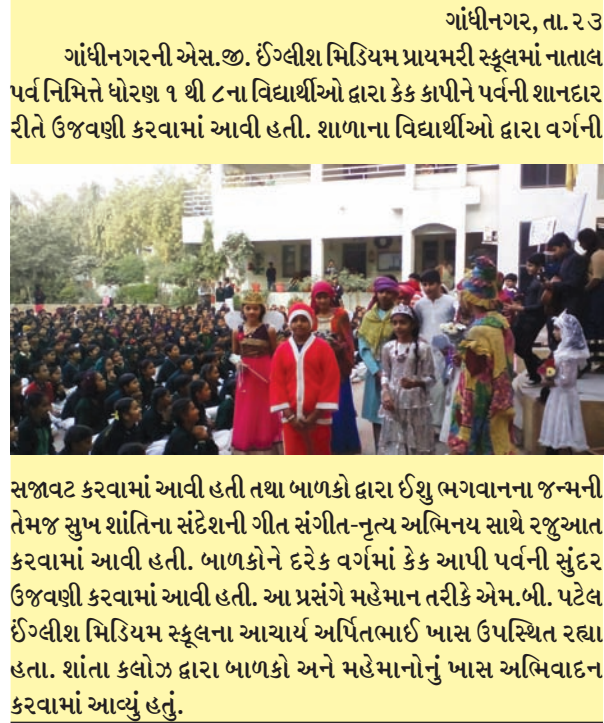 ગાંધીનગર, તા. ૨૩
ગાંધીનગરની એસ.જી. ઈંગ્લીશ મિડિયમ પ્રાયમરી સ્કૂલમાં નાતાલ
પર્વ નિમિત્તે ધોરણ ૧ થી ૮ના વિદ્યાર્થીઓ દ્વારા કેક કાપીને પર્વની શાનદાર
રીતે ઉજવણી કરવામાં આવી હતી. શાળાના વિદ્યાર્થીઓ દ્વારા વર્ગની
સજાવટ કરવામાં આવી હતી તથા બાળકો દ્વારા ઈશુ ભગવાનના જન્મની
તેમજ સુખ શાંતિના સંદેશની ગીત સંગીત-નૃત્ય અભિનય સાથે રજુઆત
કરવામાં આવી હતી. બાળકોને દરેક વર્ગમાં કેક આપી પર્વની સુંદર
ઉજવણી કરવામાં આવી હતી. આ પ્રસંગે મહેમાન તરીકે એમ.બી. પટેલ
ઈંગ્લીશ મિડિયમ સ્કૂલના આચાર્ય અર્પિતભાઈ ખાસ ઉપસ્થિત રહ્યા
હતા. શાંતા કલોઝ દ્વારા બાળકો અને મહેમાનોનું ખાસ અભિવાદન
કરવામાં આવ્યું હતું.